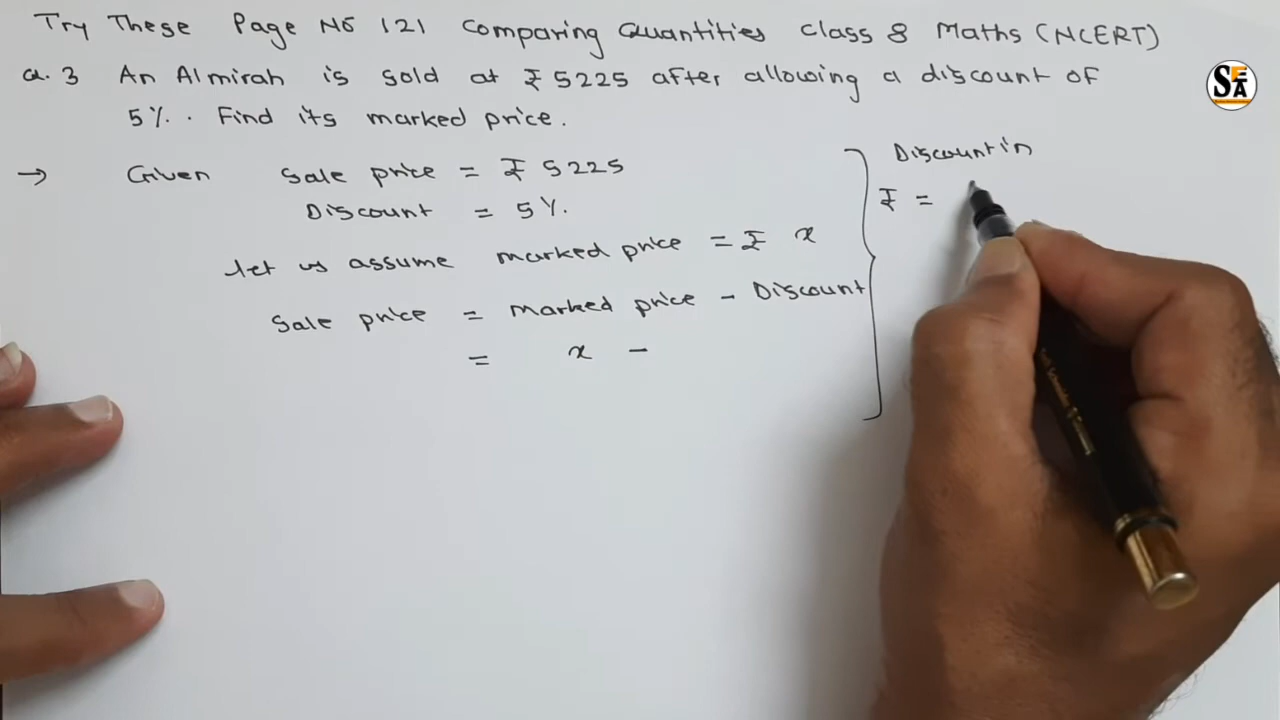 Try These Page No 121 Comparing Quantities Class 8 Maths (NCERT)
Q. 3 An Almirah is sold at ₹ 5225 after allowing a discount of
5%. Find its marked price.
→ Given Sale price = ₹ 5225
Discount = 5%.
let us assume marked price = ₹ x
Sale price = marked price - Discount
= x -
Discount in
₹ =
SFTA